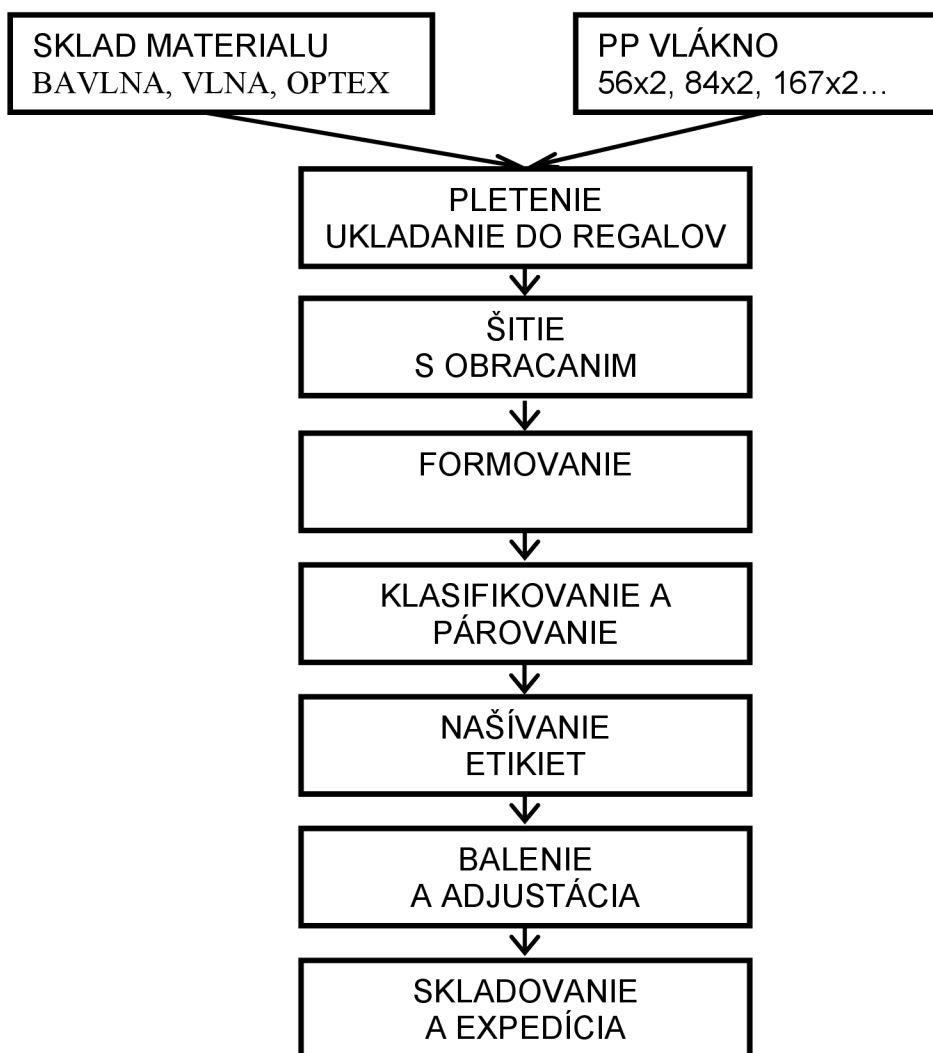 SKLAD MATERIALU
BAVLNA, VLNA, OPTEX
PP VLÁKNO
56x2, 84x2, 167x2...
PLETENIE
UKLADANIE DO REGALOV
ŠITIE
S OBRACANIM
FORMOVANIE
KLASIFIKOVANIE A
PÁROVANIE
NAŠÍVANIE
ETIKIET
BALENIE
A ADJUSTÁCIA
SKLADOVANIE
A EXPEDÍCIA